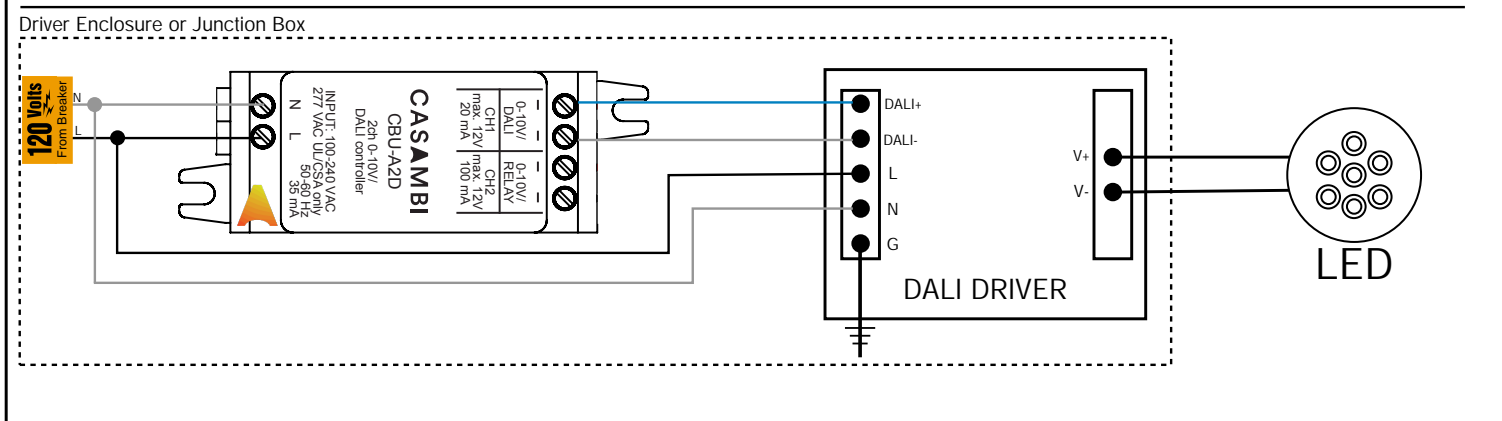 Driver Enclosure or Junction Box
120 Volts
From Breaker
N
L
N
L
INPUT: 100-240 VAC
277 VAC UL/CSA only
50-60 Hz
35 mA
CASAMBI
CBU-A2D
2ch 0-10V/
DALI controller
0-10V/
DALI
CH1
max. 12V
20 mA
0-10V/
RELAY
CH2
max. 12V
100 mA
DALI+
DALI-
L
N
G
V+
V-
DALI DRIVER
LED